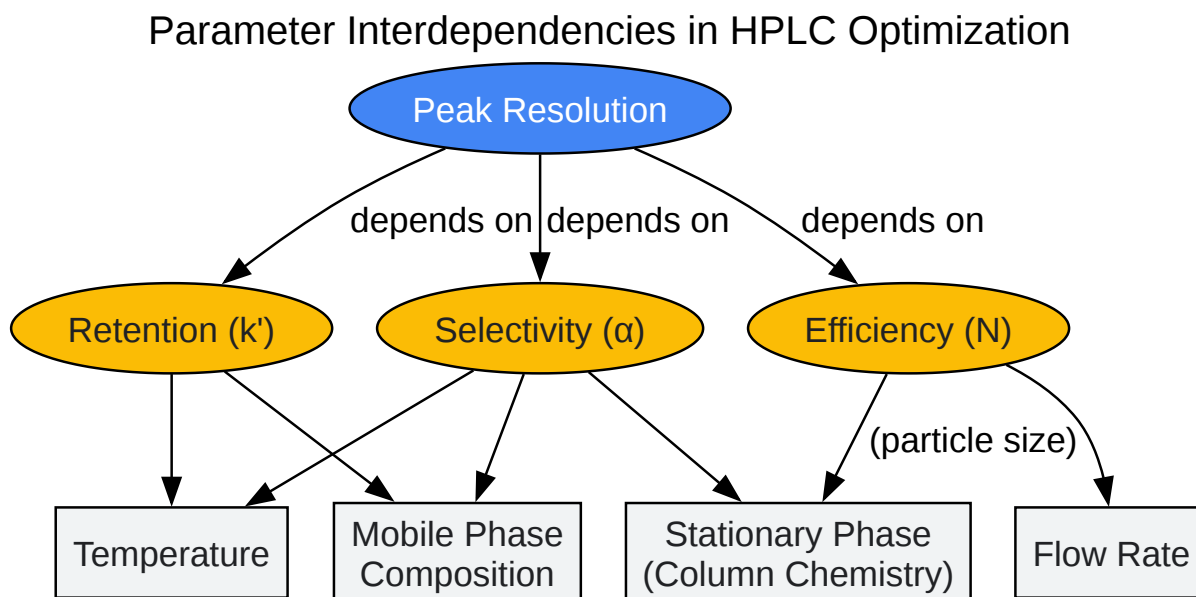 Parameter Interdependencies in HPLC Optimization
Peak Resolution
depends on
depends on
depends on
Retention (k')
Selectivity (α)
Efficiency (N)
(particle size)
Temperature
Mobile Phase
Composition
Stationary Phase
(Column Chemistry)
Flow Rate